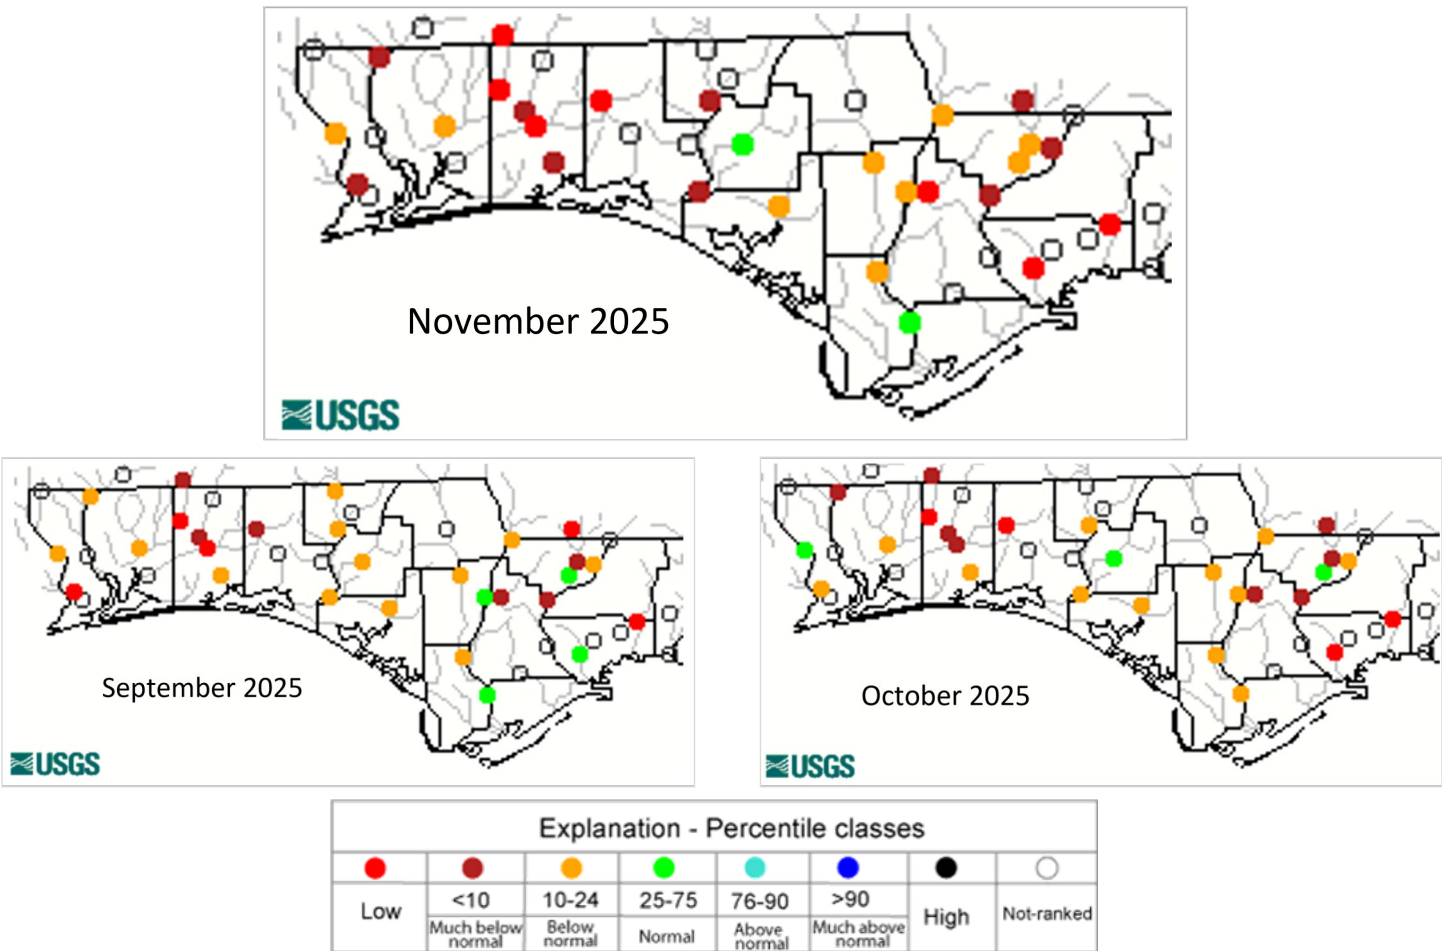 November 2025
USGS
September 2025
USGS
October 2025
USGS
Explanation - Percentile classes
Low
<10
10-24
25-75
76-90
>90
High
Not-ranked
Much below normal
Below normal
Normal
Above normal
Much above normal